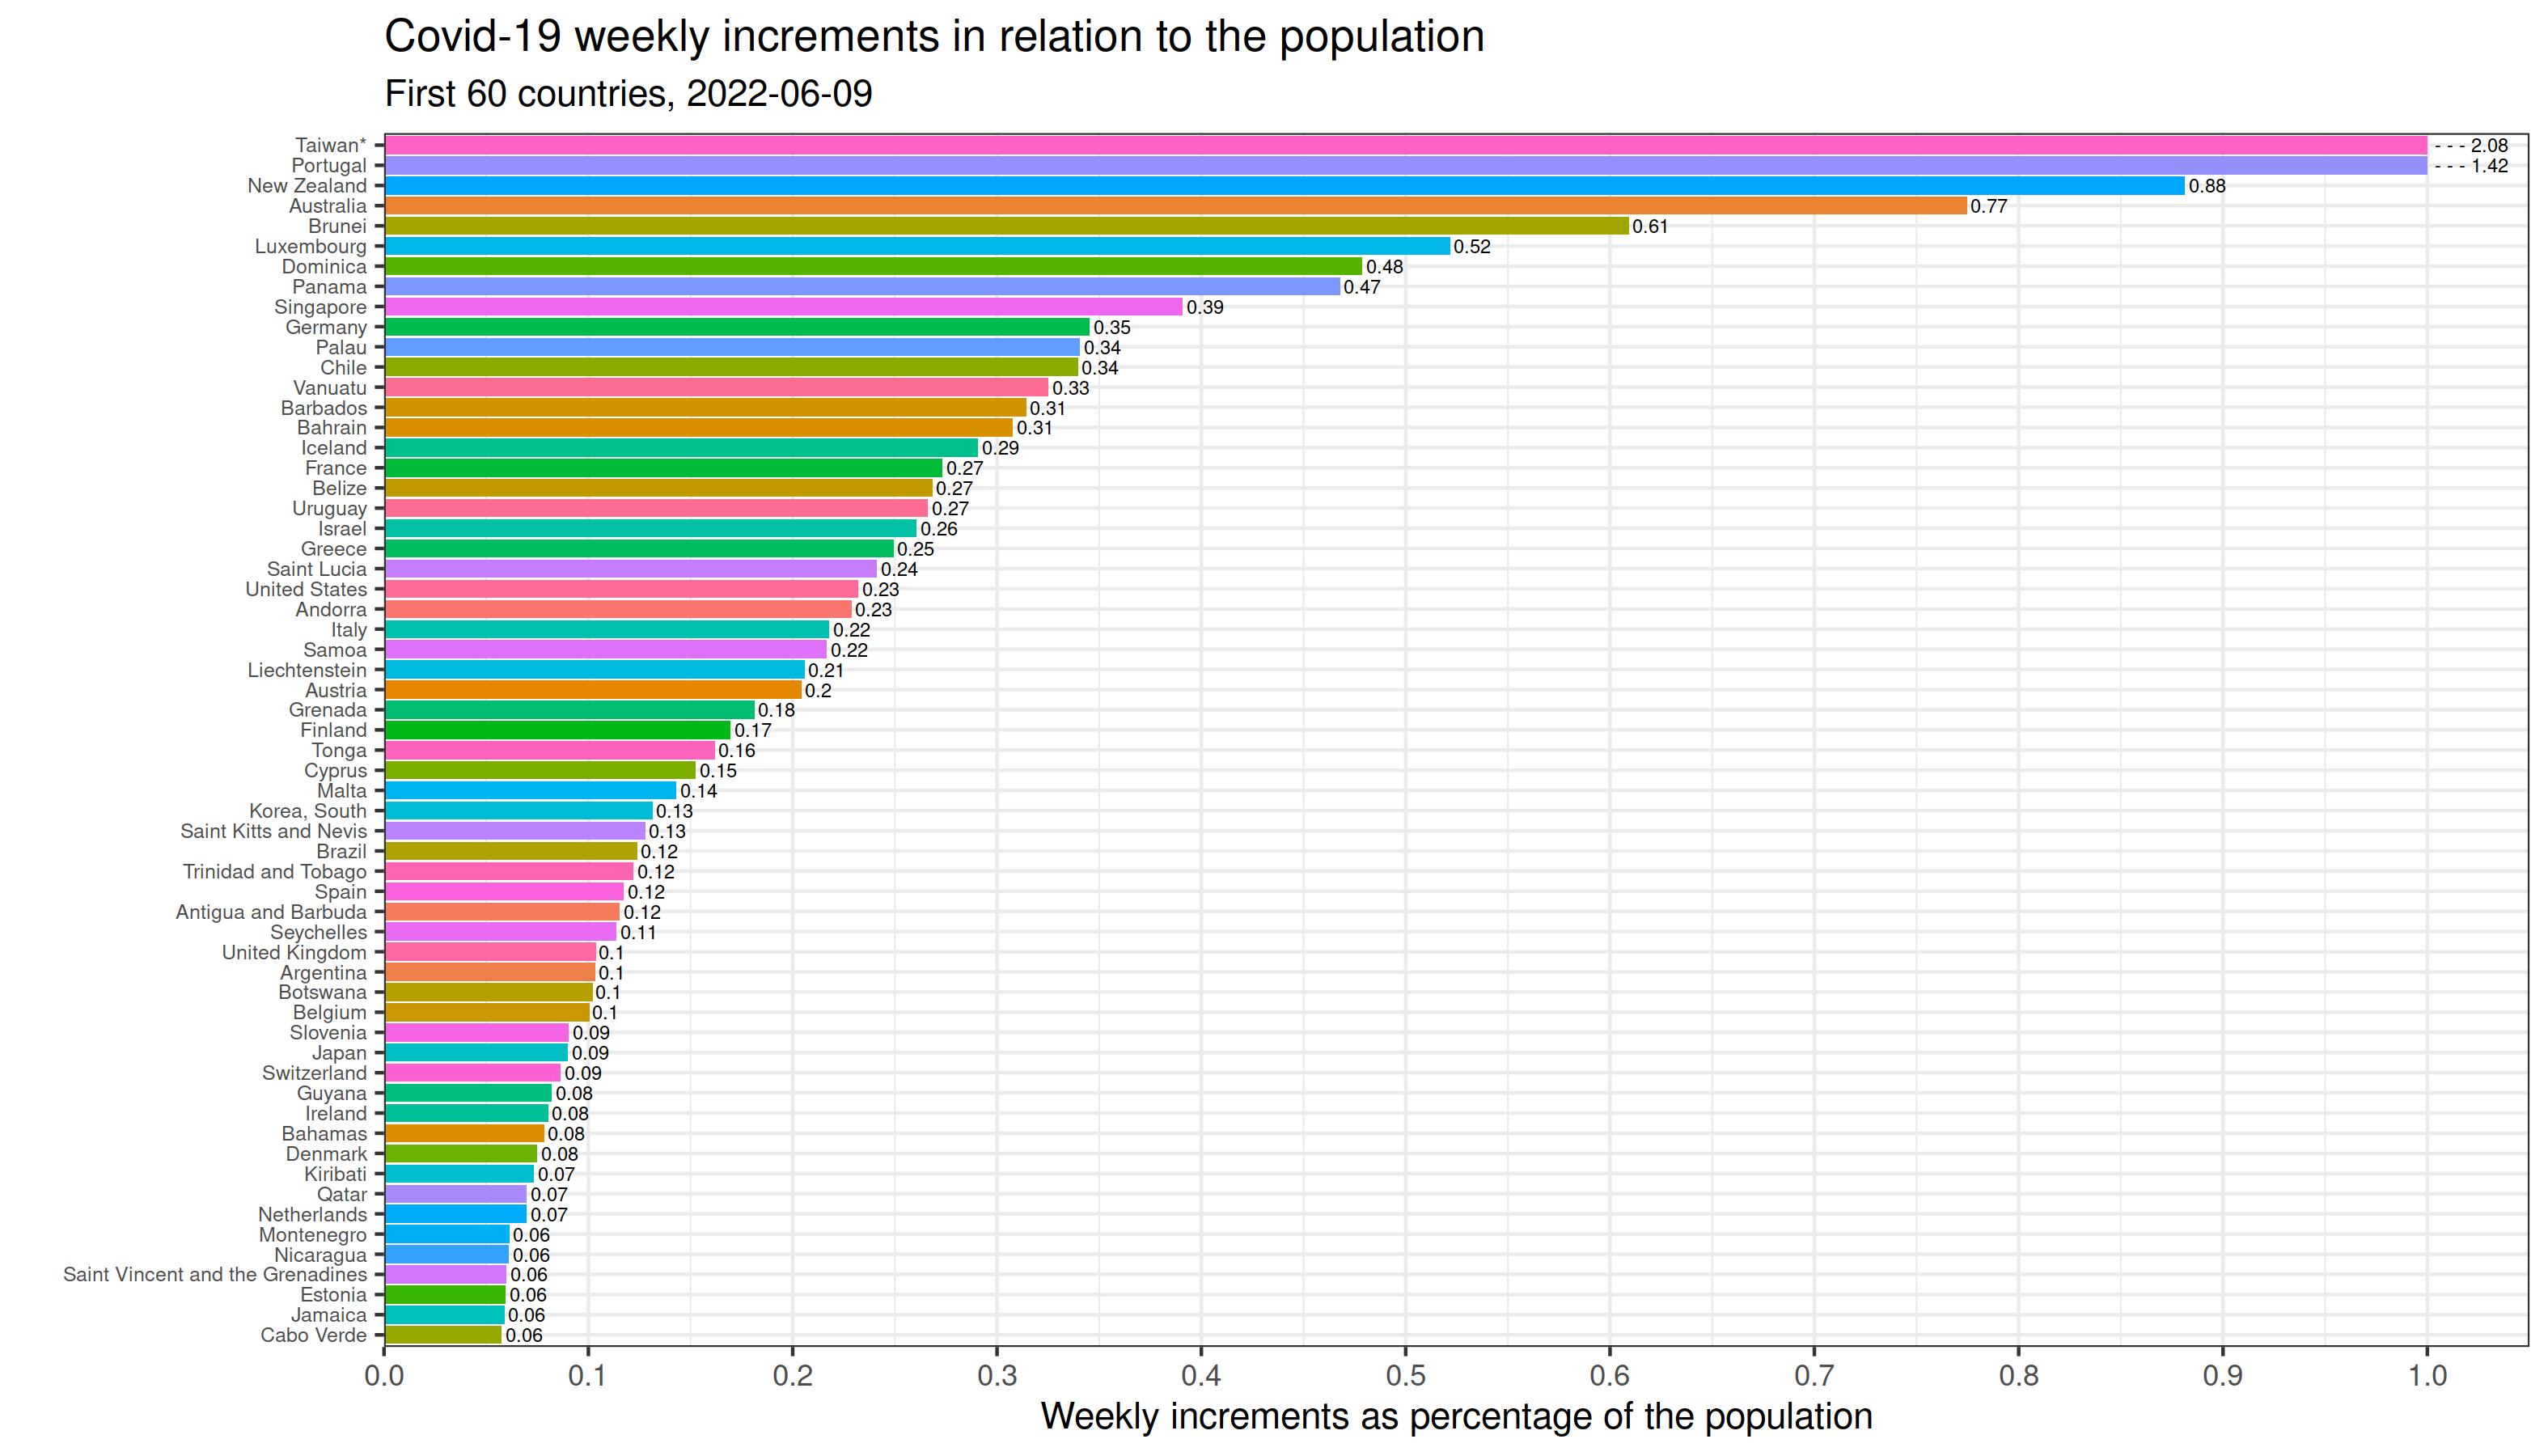 Covid-19 weekly increments in relation to the population
First 60 countries, 2022-06-09
Taiwan* - - - 2.08
Portugal - - - 1.42
New Zealand 0.88
Australia 0.77
Brunei 0.61
Luxembourg 0.52
Dominica 0.48
Panama 0.47
Singapore 0.39
Germany 0.35
Palau 0.34
Chile 0.34
Vanuatu 0.33
Barbados 0.31
Bahrain 0.31
Iceland 0.29
France 0.27
Belize 0.27
Uruguay 0.27
Israel 0.26
Greece 0.25
Saint Lucia 0.24
United States 0.23
Andorra 0.23
Italy 0.22
Samoa 0.22
Liechtenstein 0.21
Austria 0.2
Grenada 0.18
Finland 0.17
Tonga 0.16
Cyprus 0.15
Malta 0.14
Korea, South 0.13
Saint Kitts and Nevis 0.13
Brazil 0.12
Trinidad and Tobago 0.12
Spain 0.12
Antigua and Barbuda 0.12
Seychelles 0.11
United Kingdom 0.1
Argentina 0.1
Botswana 0.1
Belgium 0.1
Slovenia 0.09
Japan 0.09
Switzerland 0.09
Guyana 0.08
Ireland 0.08
Bahamas 0.08
Denmark 0.08
Kiribati 0.07
Qatar 0.07
Netherlands 0.07
Montenegro 0.06
Nicaragua 0.06
Saint Vincent and the Grenadines 0.06
Estonia 0.06
Jamaica 0.06
Cabo Verde 0.06
0.0 0.1 0.2 0.3 0.4 0.5 0.6 0.7 0.8 0.9 1.0
Weekly increments as percentage of the population